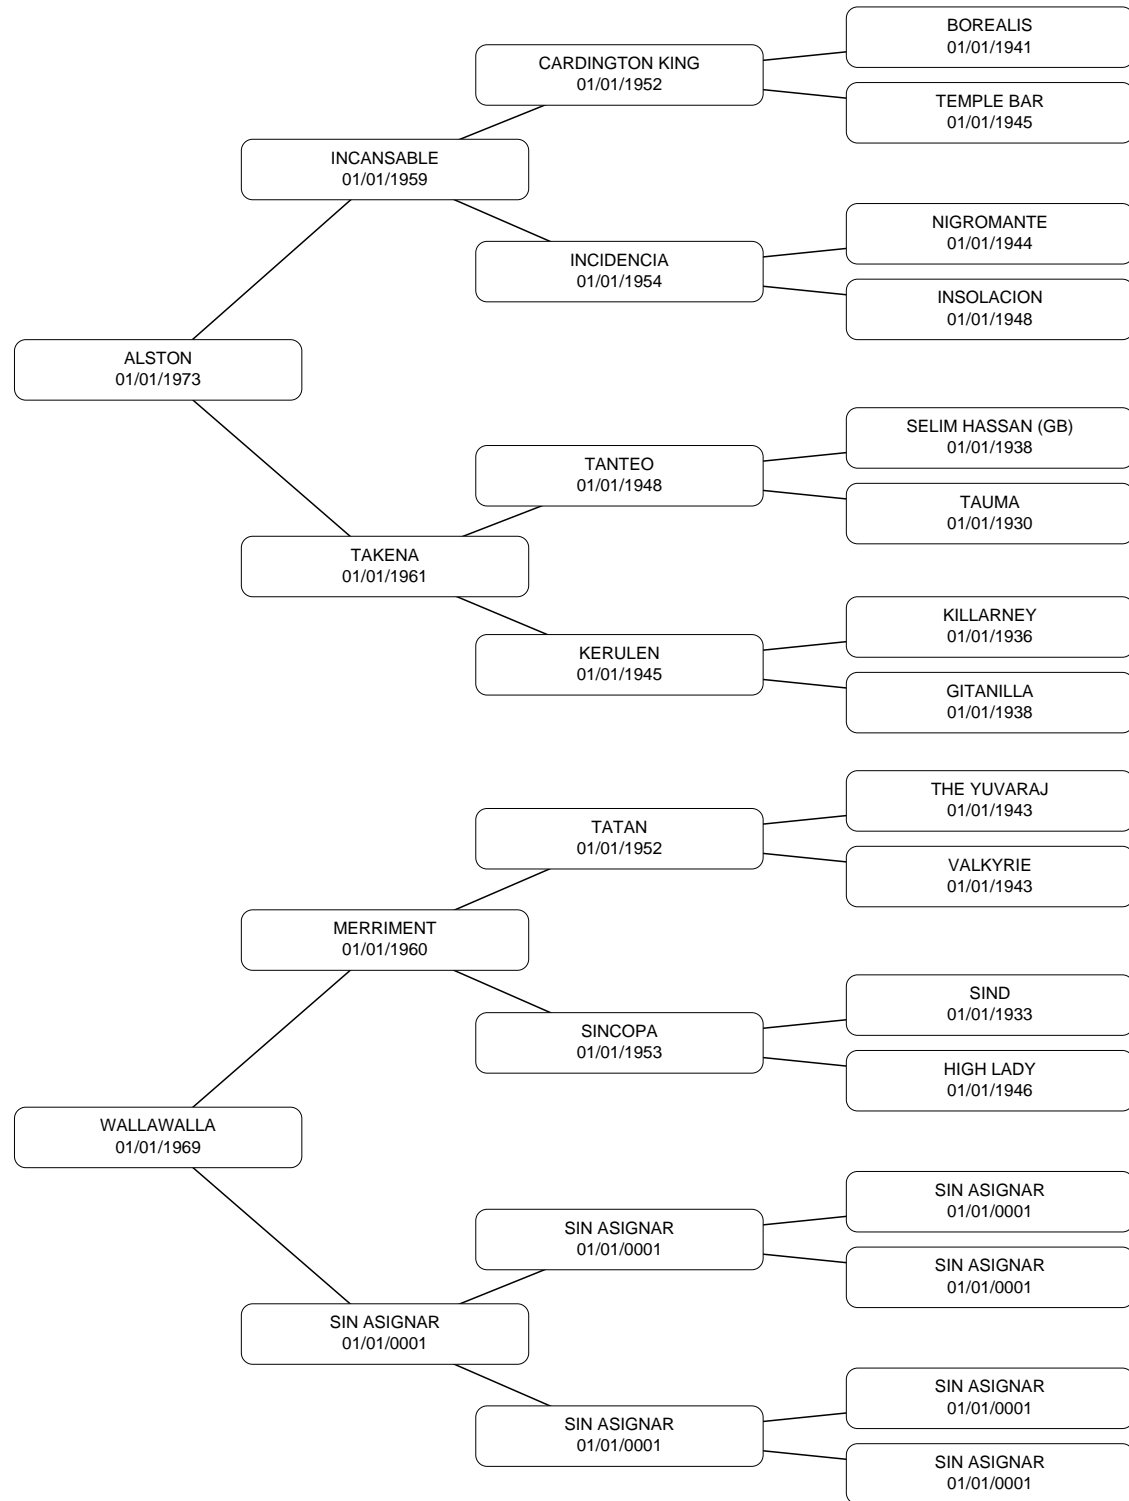 BOREALIS
01/01/1941
CARDINGTON KING
01/01/1952
TEMPLE BAR
01/01/1945
INCANSABLE
01/01/1959
NIGROMANTE
01/01/1944
INCIDENCIA
01/01/1954
INSOLACION
01/01/1948
ALSTON
01/01/1973
SELIM HASSAN (GB)
01/01/1938
TANTEO
01/01/1948
TAUMA
01/01/1930
TAKENA
01/01/1961
KILLARNEY
01/01/1936
KERULEN
01/01/1945
GITANILLA
01/01/1938
THE YUVARAJ
01/01/1943
TATAN
01/01/1952
VALKYRIE
01/01/1943
MERRIMENT
01/01/1960
SIND
01/01/1933
SINCOPA
01/01/1953
HIGH LADY
01/01/1946
WALLAWALLA
01/01/1969
SIN ASIGNAR
01/01/0001
SIN ASIGNAR
01/01/0001
SIN ASIGNAR
01/01/0001
SIN ASIGNAR
01/01/0001
SIN ASIGNAR
01/01/0001
SIN ASIGNAR
01/01/0001
SIN ASIGNAR
01/01/0001